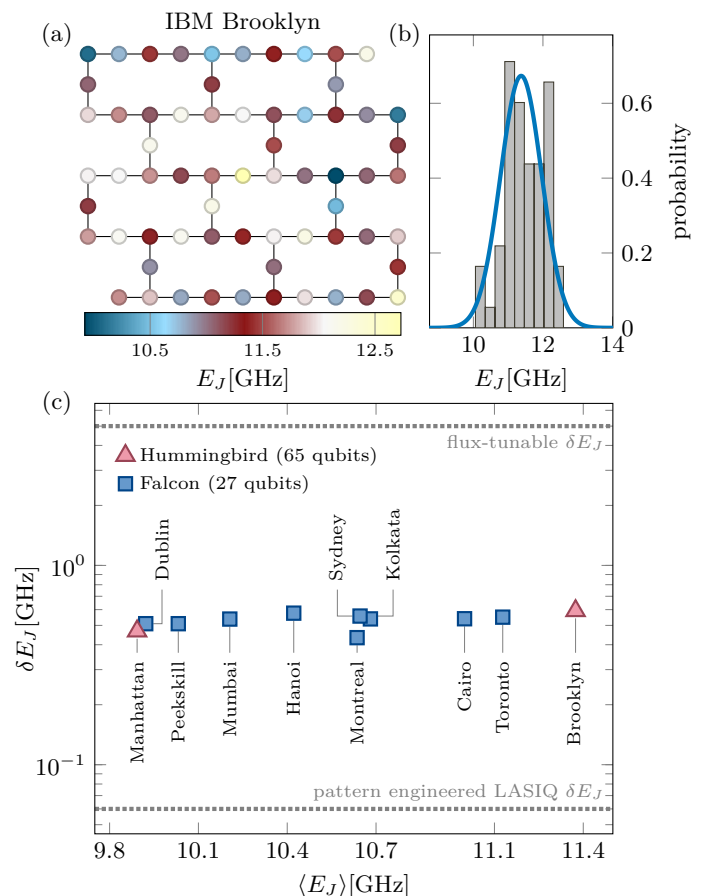 IBM Brooklyn
(a)
(b)
10.5 11.5 12.5
E_J[GHz]
0 0.2 0.4 0.6
probability
10 12 14
E_J[GHz]
(c)
flux-tunable δE_J
Hummingbird (65 qubits)
Falcon (27 qubits)
Dublin
Sydney
Kolkata
10⁰
δE_J[GHz]
Manhattan
Peekskill
Mumbai
Hanoi
Montreal
Cairo
Toronto
Brooklyn
10⁻¹
pattern engineered LASIQ δE_J
9.8 10.1 10.4 10.7 11.1 11.4
⟨E_J⟩[GHz]